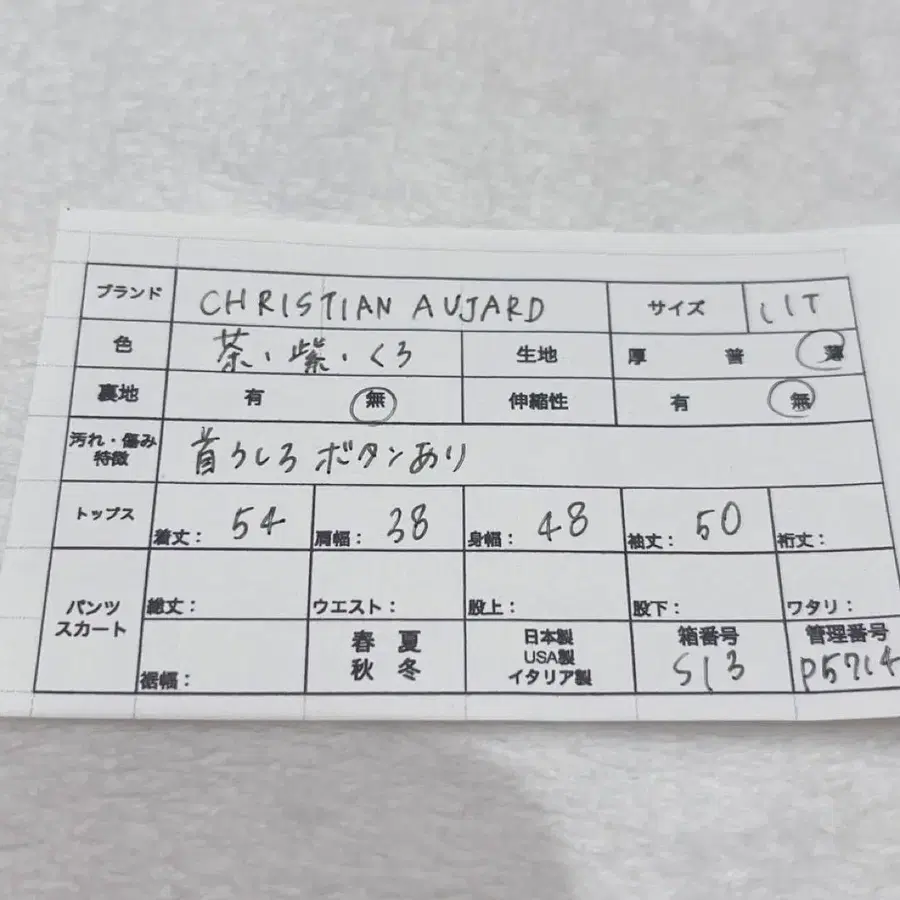 ブランド CHRISTIAN AUJARD サイズ LIT
色 茶、紫、くろ 生地 厚 普 薄
裏地 有 無 伸縮性 有 無
汚れ・傷み
特徴 首うしろ ボタンあり
トップス 着丈： 54 肩幅： 38 身幅： 48 袖丈： 50 裄丈：
パンツ
スカート 総丈： ウエスト： 股上： 股下： ワタリ：
裾幅： 春 夏
秋 冬
日本製
USA製
イタリア製
箱番号
S13
管理番号
P5714